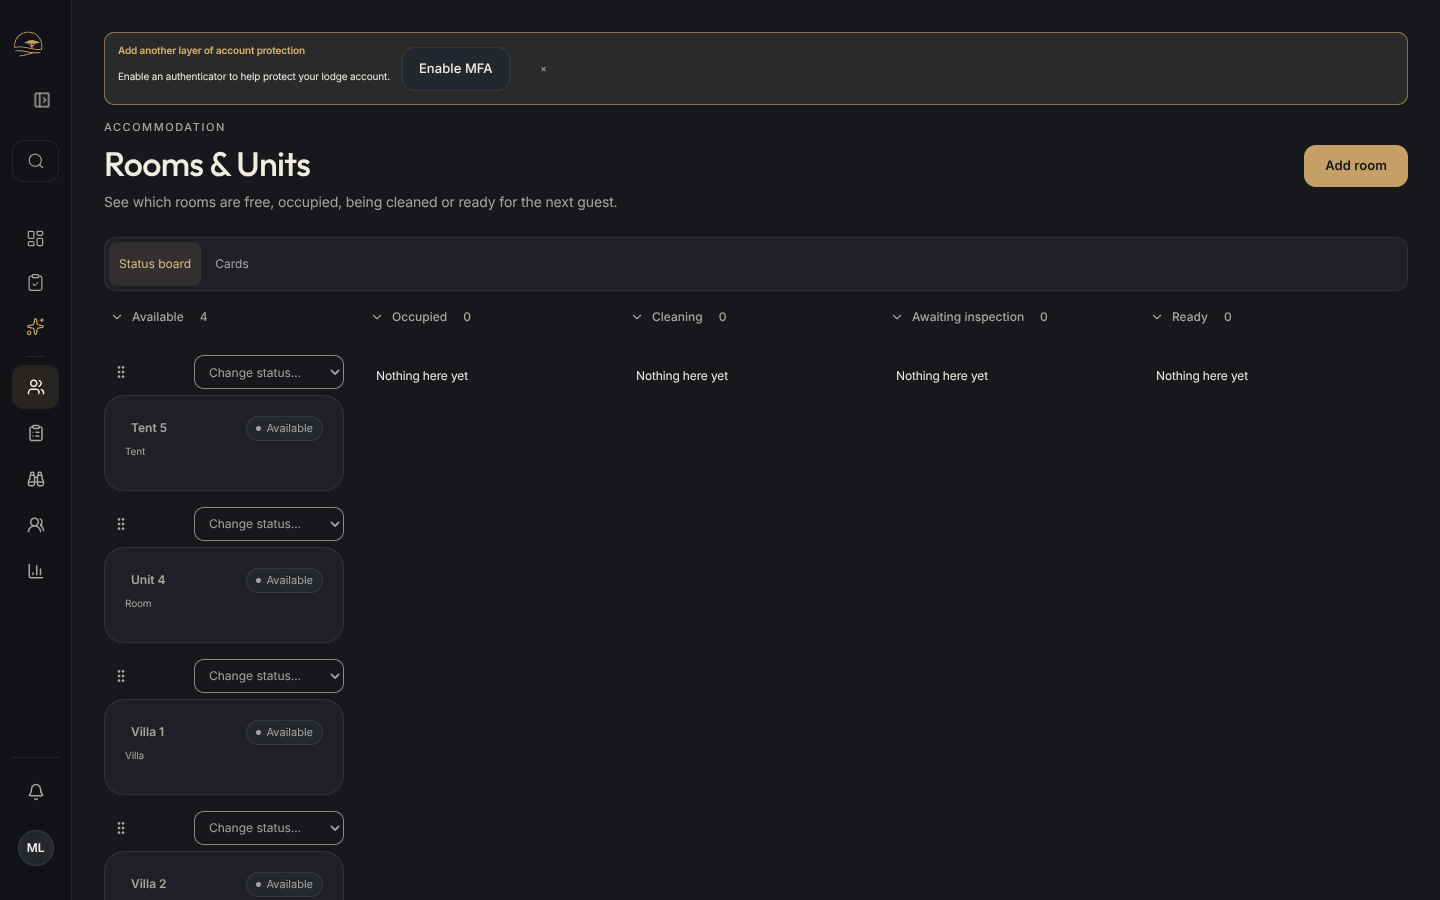 Add another layer of account protection
Enable an authenticator to help protect your lodge account.
Enable MFA
×
ACCOMMODATION
Rooms & Units
Add room
See which rooms are free, occupied, being cleaned or ready for the next guest.
Status board
Cards
Available 4
Occupied 0
Cleaning 0
Awaiting inspection 0
Ready 0
Change status...
Nothing here yet
Nothing here yet
Nothing here yet
Nothing here yet
Tent 5
Available
Tent
Change status...
Unit 4
Available
Room
Change status...
Villa 1
Available
Villa
Change status...
Villa 2
Available
ML